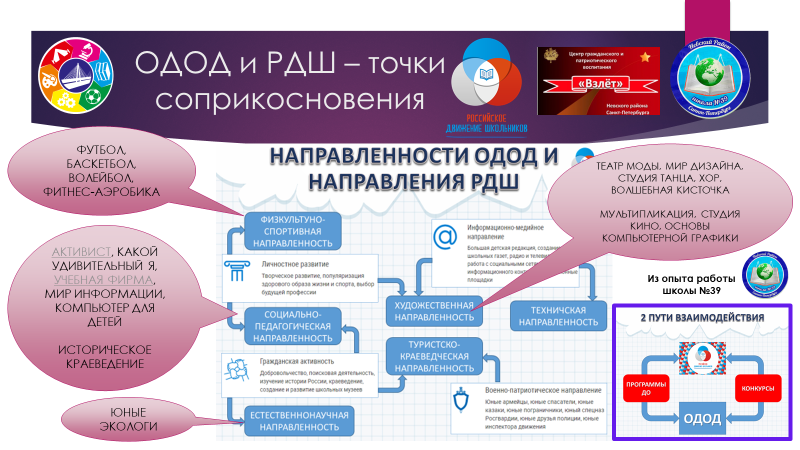 ОДОД и РДШ – точки
соприкосновения
РОССИЙСКОЕ
ДВИЖЕНИЕ ШКОЛЬНИКОВ
Центр гражданского и
патриотического
воспитания
«Взлёт»
Невского района
Санкт-Петербурга
Невский Район
школа №39
Санкт-Петербург
ФУТБОЛ,
БАСКЕТБОЛ,
ВОЛЕЙБОЛ,
ФИТНЕС-АЭРОБИКА
НАПРАВЛЕННОСТИ ОДОД И
НАПРАВЛЕНИЯ РДШ
ТЕАТР МОДЫ, МИР ДИЗАЙНА,
СТУДИЯ ТАНЦА, ХОР,
ВОЛШЕБНАЯ КИСТОЧКА
МУЛЬТИПЛИКАЦИЯ, СТУДИЯ
КИНО, ОСНОВЫ
КОМПЬЮТЕРНОЙ ГРАФИКИ
АКТИВИСТ, КАКОЙ
УДИВИТЕЛЬНЫЙ Я,
УЧЕБНАЯ ФИРМА,
МИР ИНФОРМАЦИИ,
КОМПЬЮТЕР ДЛЯ
ДЕТЕЙ
ИСТОРИЧЕСКОЕ
КРАЕВЕДЕНИЕ
ЮНЫЕ
ЭКОЛОГИ
ФИЗКУЛЬТУНО-
СПОРТИВНАЯ
НАПРАВЛЕННОСТЬ
Информационно-медийное
направление
Большая детская редакция, создание
школьных газет, радио и телеви
работа с социальными сетя
информационного конт
площадки
Личностное развитие
Творческое развитие, популяризация
здорового образа жизни и спорта, выбор
будущей профессии
СОЦИАЛЬНО-
ПЕДАГОГИЧЕСКАЯ
НАПРАВЛЕННОСТЬ
ХУДОЖЕСТВЕННАЯ
НАПРАВЛЕННОСТЬ
ТЕХНИЧСКАЯ
НАПРАВЛЕННОСТЬ
ТУРИСТСКО-
КРАЕВЕДЧЕСКАЯ
НАПРАВЛЕННОСТЬ
Гражданская активность
Добровольчество, поисковая деятельность,
изучение истории России, краеведение,
создание и развитие школьных музеев
ЕСТЕСТВЕННОНАУЧНАЯ
НАПРАВЛЕННОСТЬ
Военно-патриотическое направление
Юные армейцы, юные спасатели, юные
казаки, юные пограничники, юный спецназ
Росгвардии, юные друзья полиции, юные
инспектора движения
Из опыта работы
школы №39
2 ПУТИ ВЗАИМОДЕЙСТВИЯ
ПРОГРАММЫ
ДО
КОНКУРСЫ
ОДОД